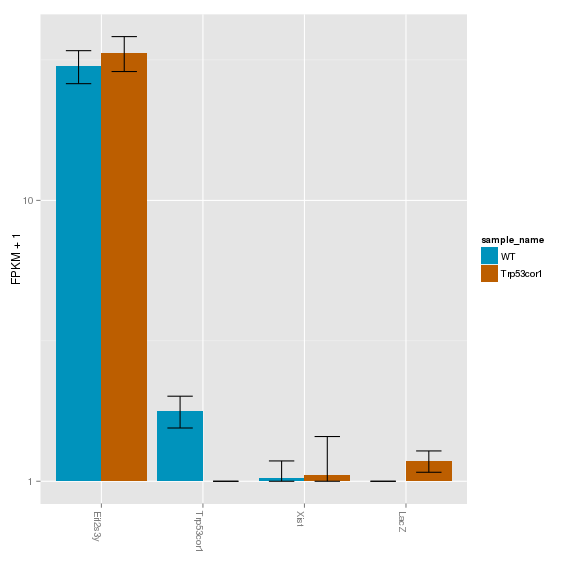 FPKM + 1
10
1
Eif2s3y
Trp53cor1
Xist
LacZ
sample_name
WT
Trp53cor1